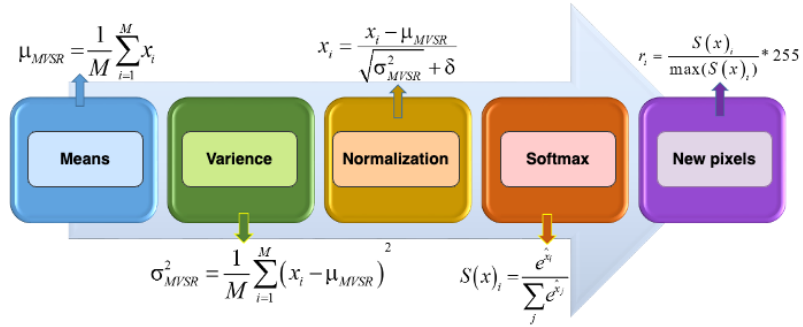 μ_MVSR = 1/M ∑_{i=1}^{M} x_i
x_i = (x_i − μ_MVSR) / (√(σ²_MVSR) + δ)
r_i = S(x)_i / max(S(x)_i) * 255
Means
Varience
Normalization
Softmax
New pixels
σ²_MVSR = 1/M ∑_{i=1}^{M} (x_i − μ_MVSR)²
S(x)_i = e^{x̂_i} / ∑_j e^{x̂_j}